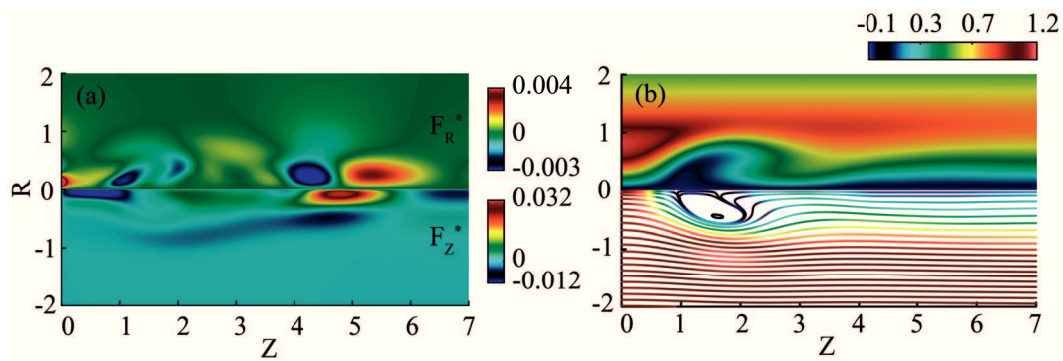 -0.1 0.3 0.7 1.2
2 (a) 0.004 2 (b)
1 F_R^* 0 1
-0.003
R 0 0
0.032
-1 F_Z^* 0 -1
-0.012
-2 -2
0 1 2 3 4 5 6 7 0 1 2 3 4 5 6 7
Z Z